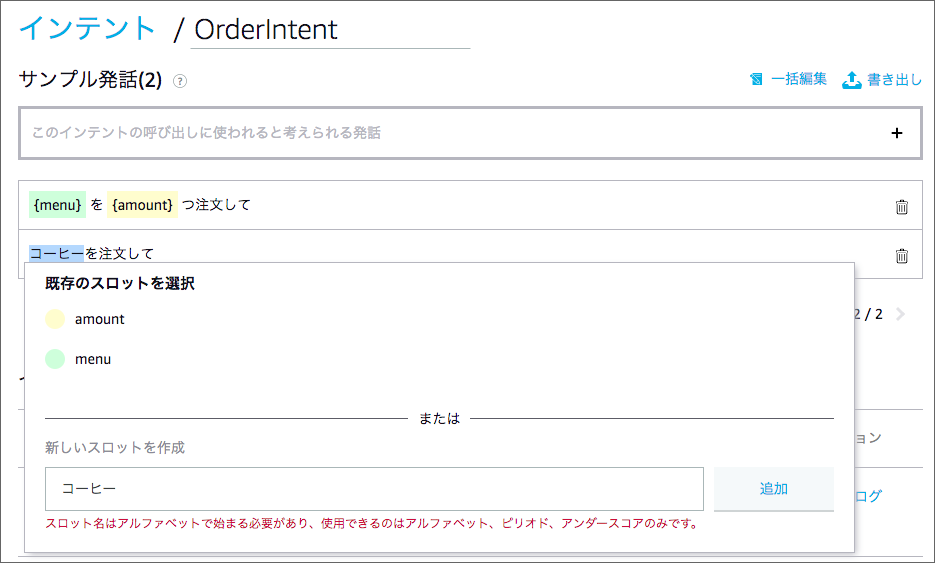 インテント / OrderIntent
サンプル発話(2) ?
一括編集 書き出し
このインテントの呼び出しに使われると考えられる発話 +
{menu} を {amount} つ注文して
コーヒーを注文して
既存のスロットを選択
amount
2 / 2
menu
または
ョン
新しいスロットを作成
コーヒー 追加
ログ
スロット名はアルファベットで始まる必要があり、使用できるのはアルファベット、ピリオド、アンダースコアのみです。